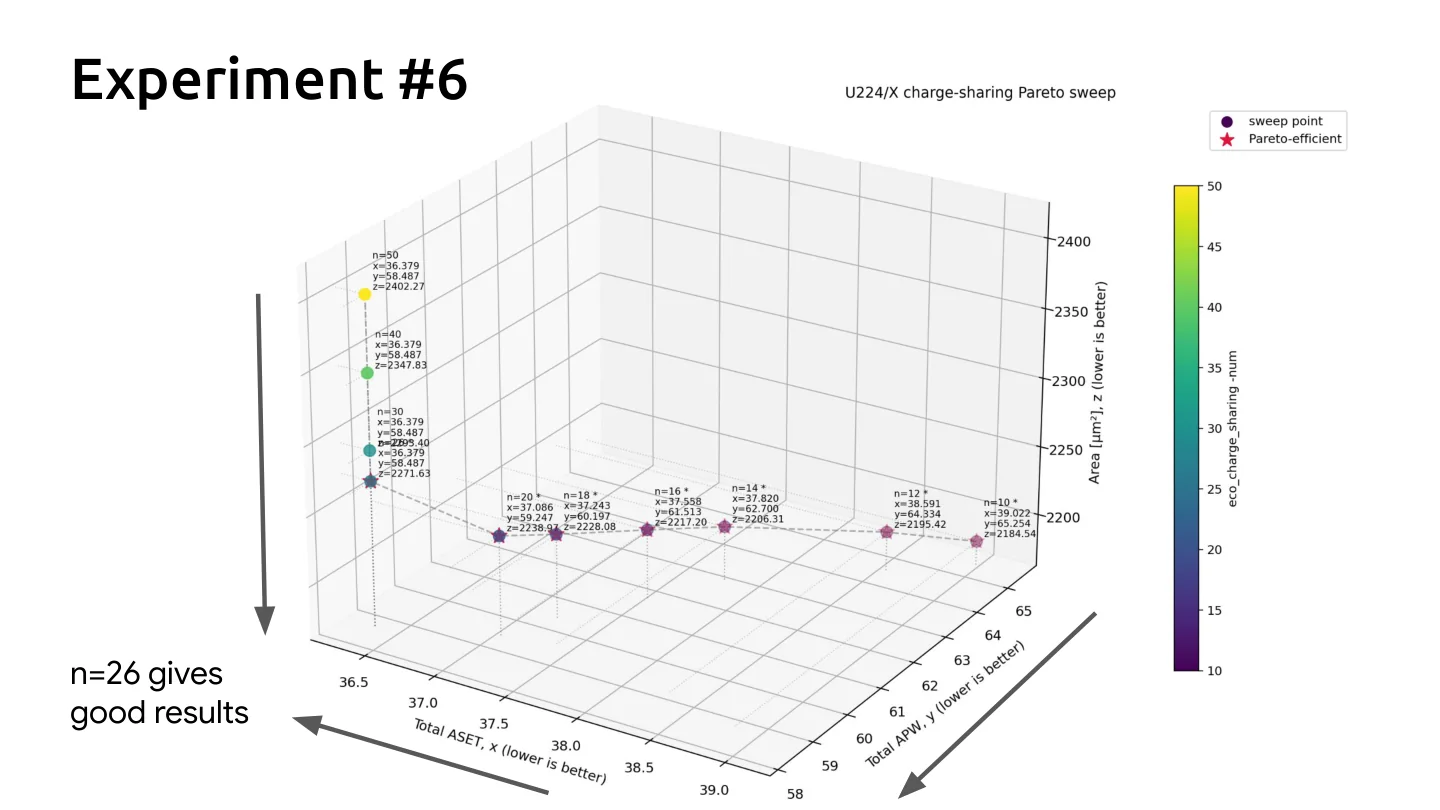 Experiment #6
U224/X charge-sharing Pareto sweep
sweep point
Pareto-efficient
n=50
x=36.379
y=58.487
z=2402.27
n=40
x=36.379
y=58.487
z=2347.83
n=30
x=36.379
y=58.487
x=36.379
y=58.487
z=2271.63
n=20 *
x=37.086
y=59.247
z=2238.97
n=18 *
x=37.243
y=60.197
z=2228.08
n=16 *
x=37.558
y=61.513
z=2217.20
n=14 *
x=37.820
y=62.700
z=2206.31
n=12 *
x=38.591
y=64.334
z=2195.42
n=10 *
x=39.022
y=65.254
z=2184.54
2400
2350
2300
2250
2200
Area [µm²], z (lower is better)
65
64
63
62
61
60
59
58
Total APW, y (lower is better)
36.5
37.0
37.5
38.0
38.5
39.0
Total ASET, x (lower is better)
50
45
40
35
30
25
20
15
10
eco_charge_sharing -num
n=26 gives
good results